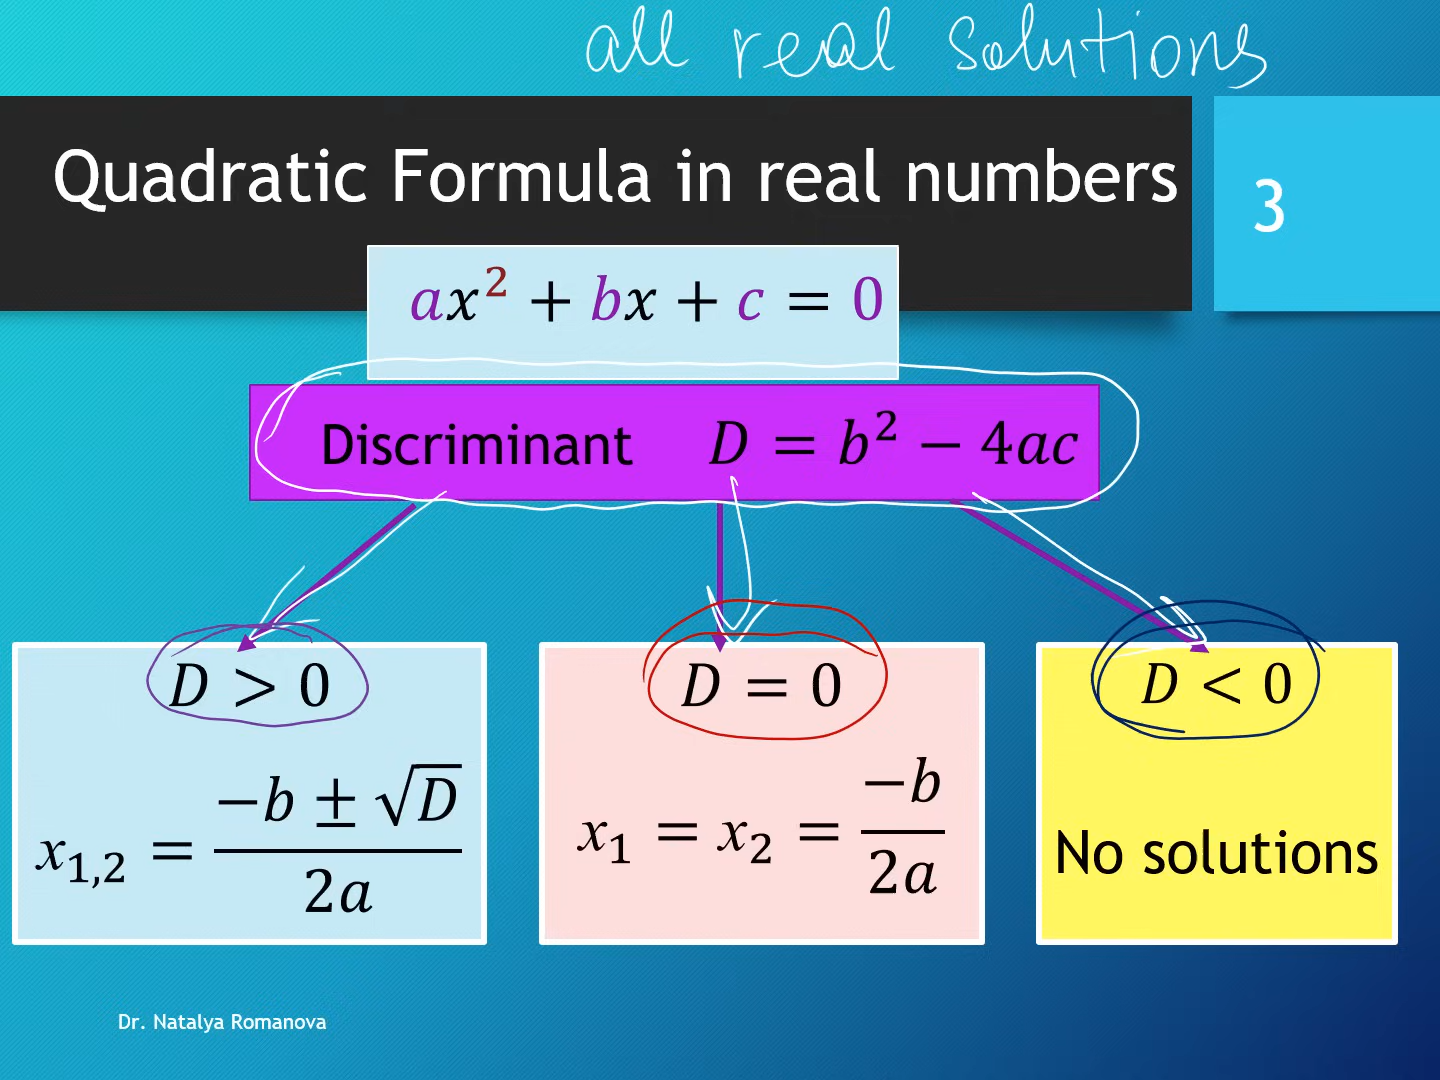 all real solutions
Quadratic Formula in real numbers
3
ax² + bx + c = 0
Discriminant D = b² − 4ac
D > 0
x₁,₂ = (−b ± √D) / 2a
D = 0
x₁ = x₂ = −b / 2a
D < 0
No solutions
Dr. Natalya Romanova